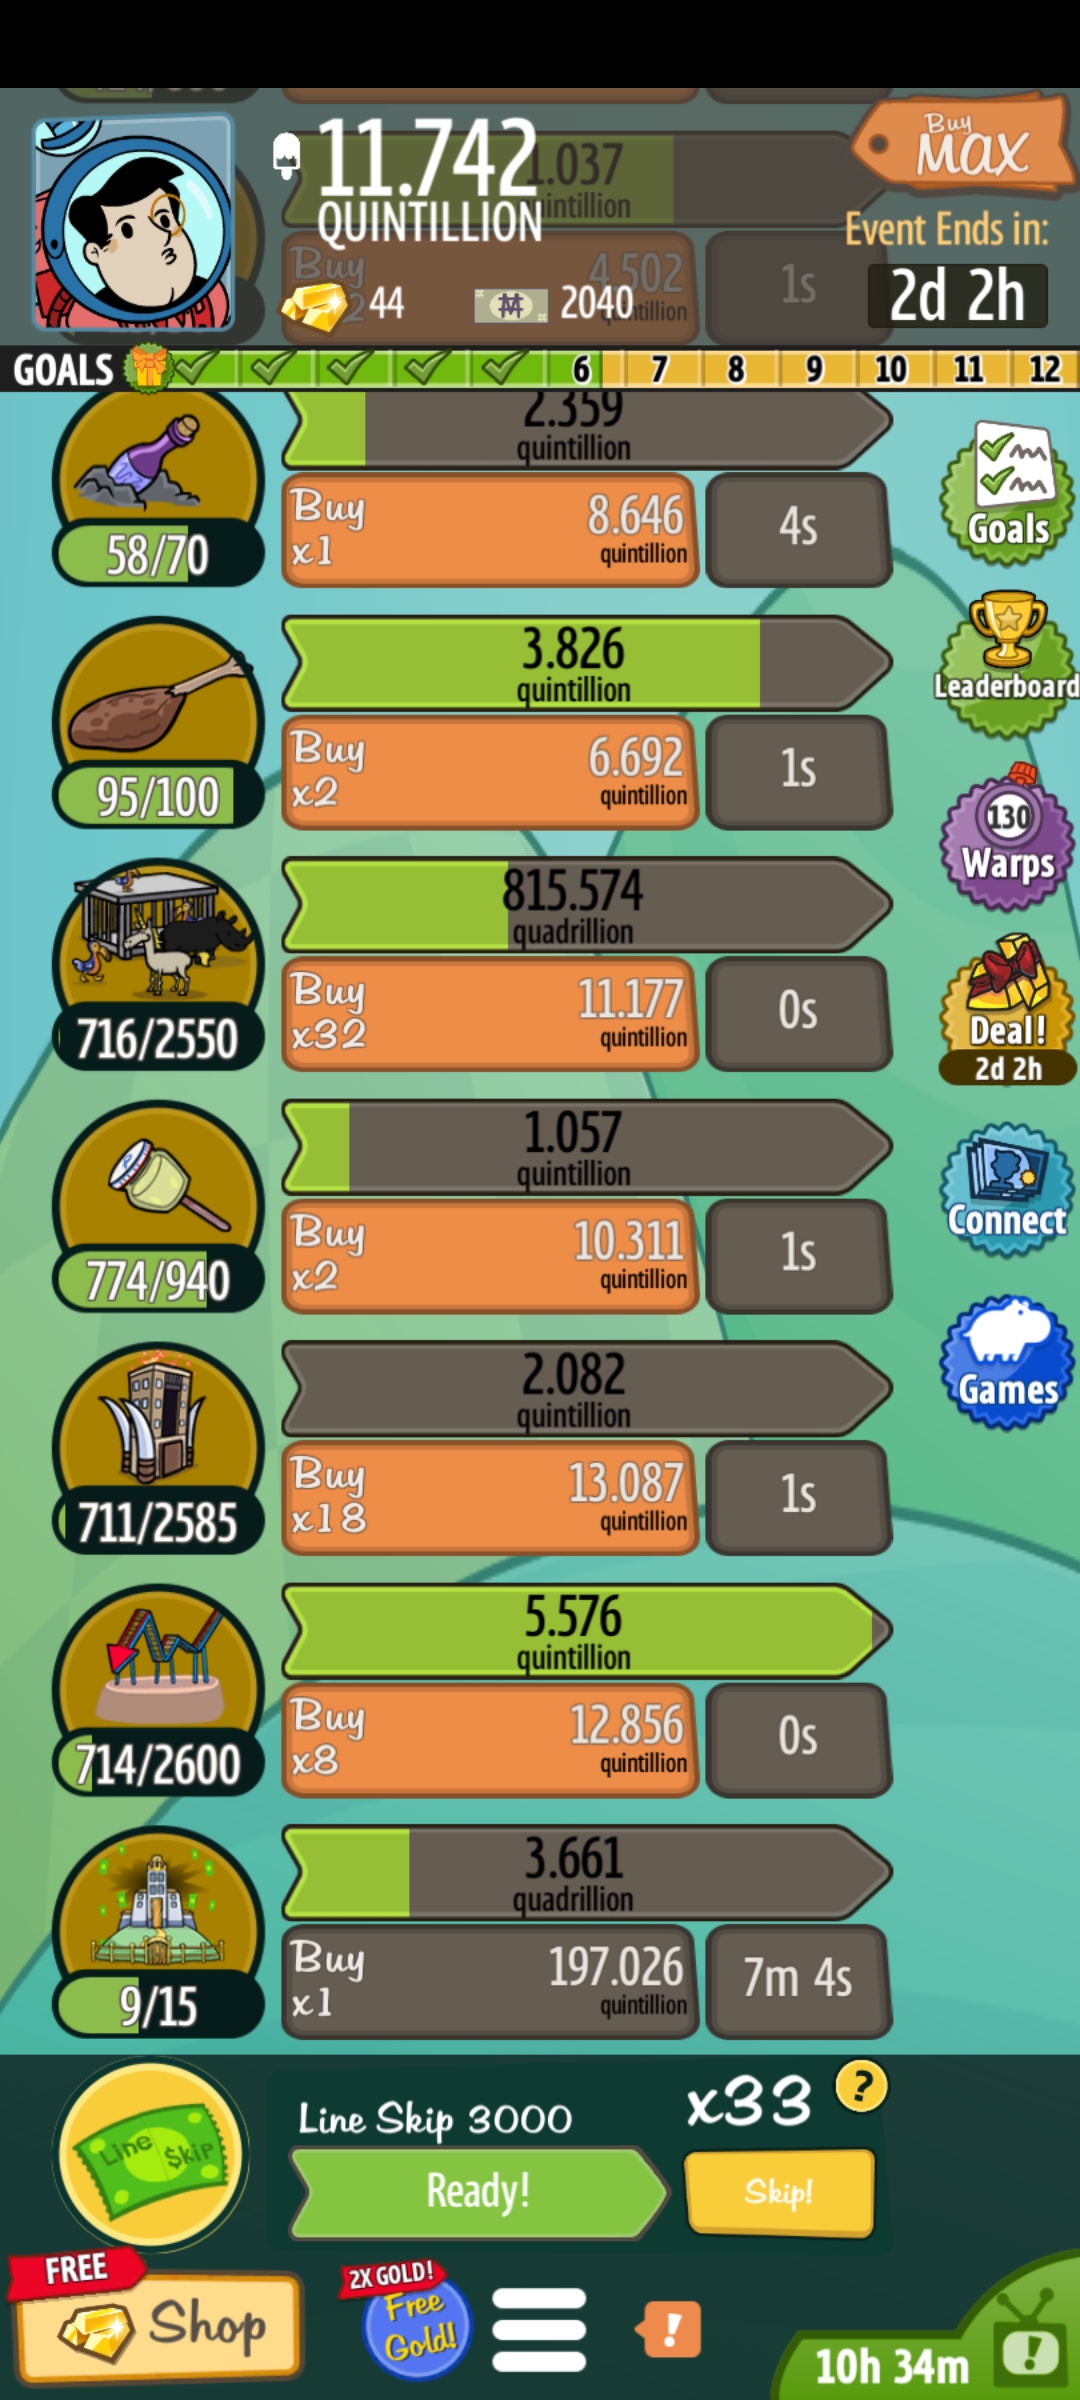 11.742
QUINTILLION
1.037
Buy
MAX
Event Ends in:
2d 2h
Buy
4.502
1s
44
2040
GOALS 6 7 8 9 10 11 12
2.359
quintillion
58/70
Buy
x1
8.646
quintillion
4s
Goals
95/100
3.826
quintillion
Buy
x2
6.692
quintillion
1s
Leaderboard
130
Warps
716/2550
815.574
quadrillion
Buy
x32
11.177
quintillion
0s
Deal!
2d 2h
774/940
1.057
quintillion
Buy
x2
10.311
quintillion
1s
Connect
711/2585
2.082
quintillion
Buy
x18
13.087
quintillion
1s
Games
714/2600
5.576
quintillion
Buy
x8
12.856
quintillion
0s
9/15
3.661
quadrillion
Buy
x1
197.026
quintillion
7m 4s
Line $kip
Line Skip 3000
x33
?
Ready!
Skip!
FREE
Shop
2X GOLD!
Free
Gold!
!
10h 34m
!